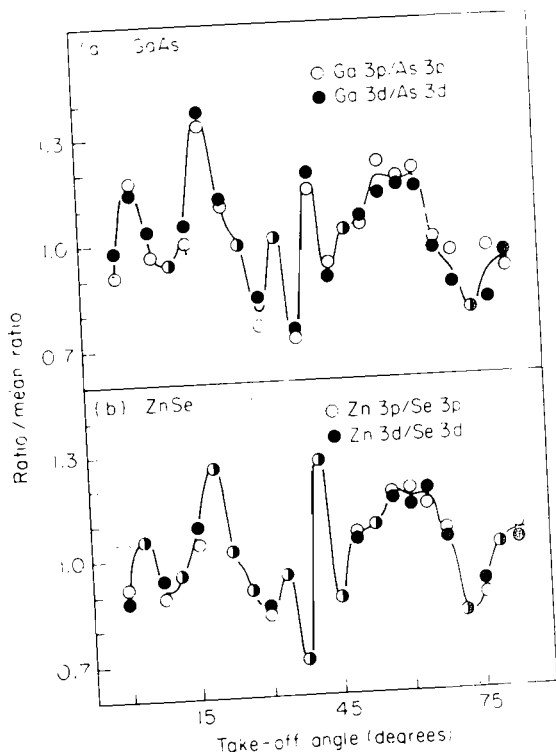 (a) GaAs
○ Ga 3p/As 3p
● Ga 3d/As 3d
1.3
1.0
0.7
(b) ZnSe
○ Zn 3p/Se 3p
● Zn 3d/Se 3d
1.3
1.0
0.7
Ratio/mean ratio
15
45
75
Take-off angle (degrees)